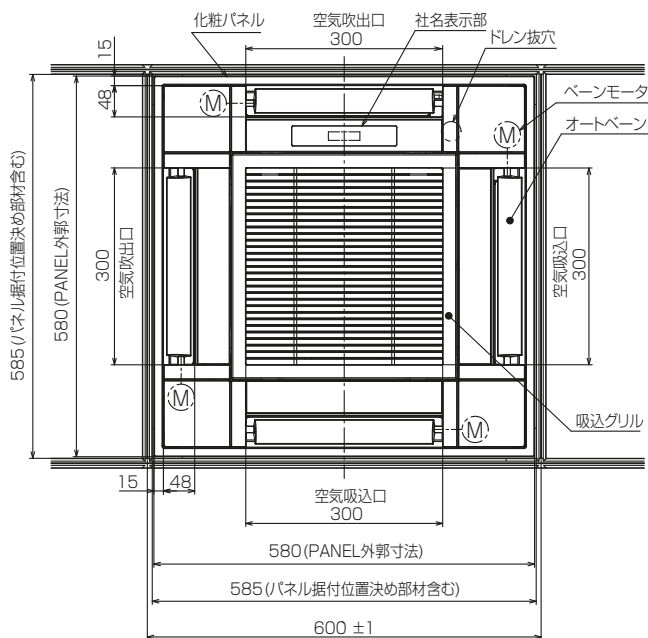 化粧パネル
空気吹出口
300
社名表示部
ドレン抜穴
ベーンモータ
オートベーン
15
48
M
M
585(パネル据付位置決め部材含む)
580(PANEL外郭寸法)
300
空気吹出口
空気吸込口
300
M
M
吸込グリル
15
48
空気吸込口
300
580(PANEL外郭寸法)
585(パネル据付位置決め部材含む)
600 ±1